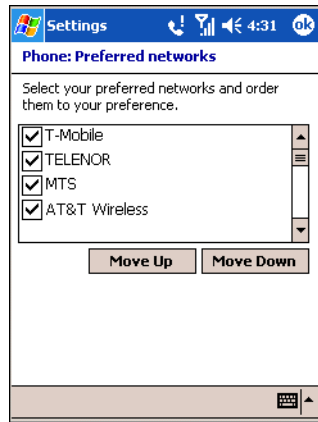 Settings 4:31 ok
Phone: Preferred networks
Select your preferred networks and order
them to your preference.
T-Mobile
TELENOR
MTS
AT&T Wireless
Move Up Move Down